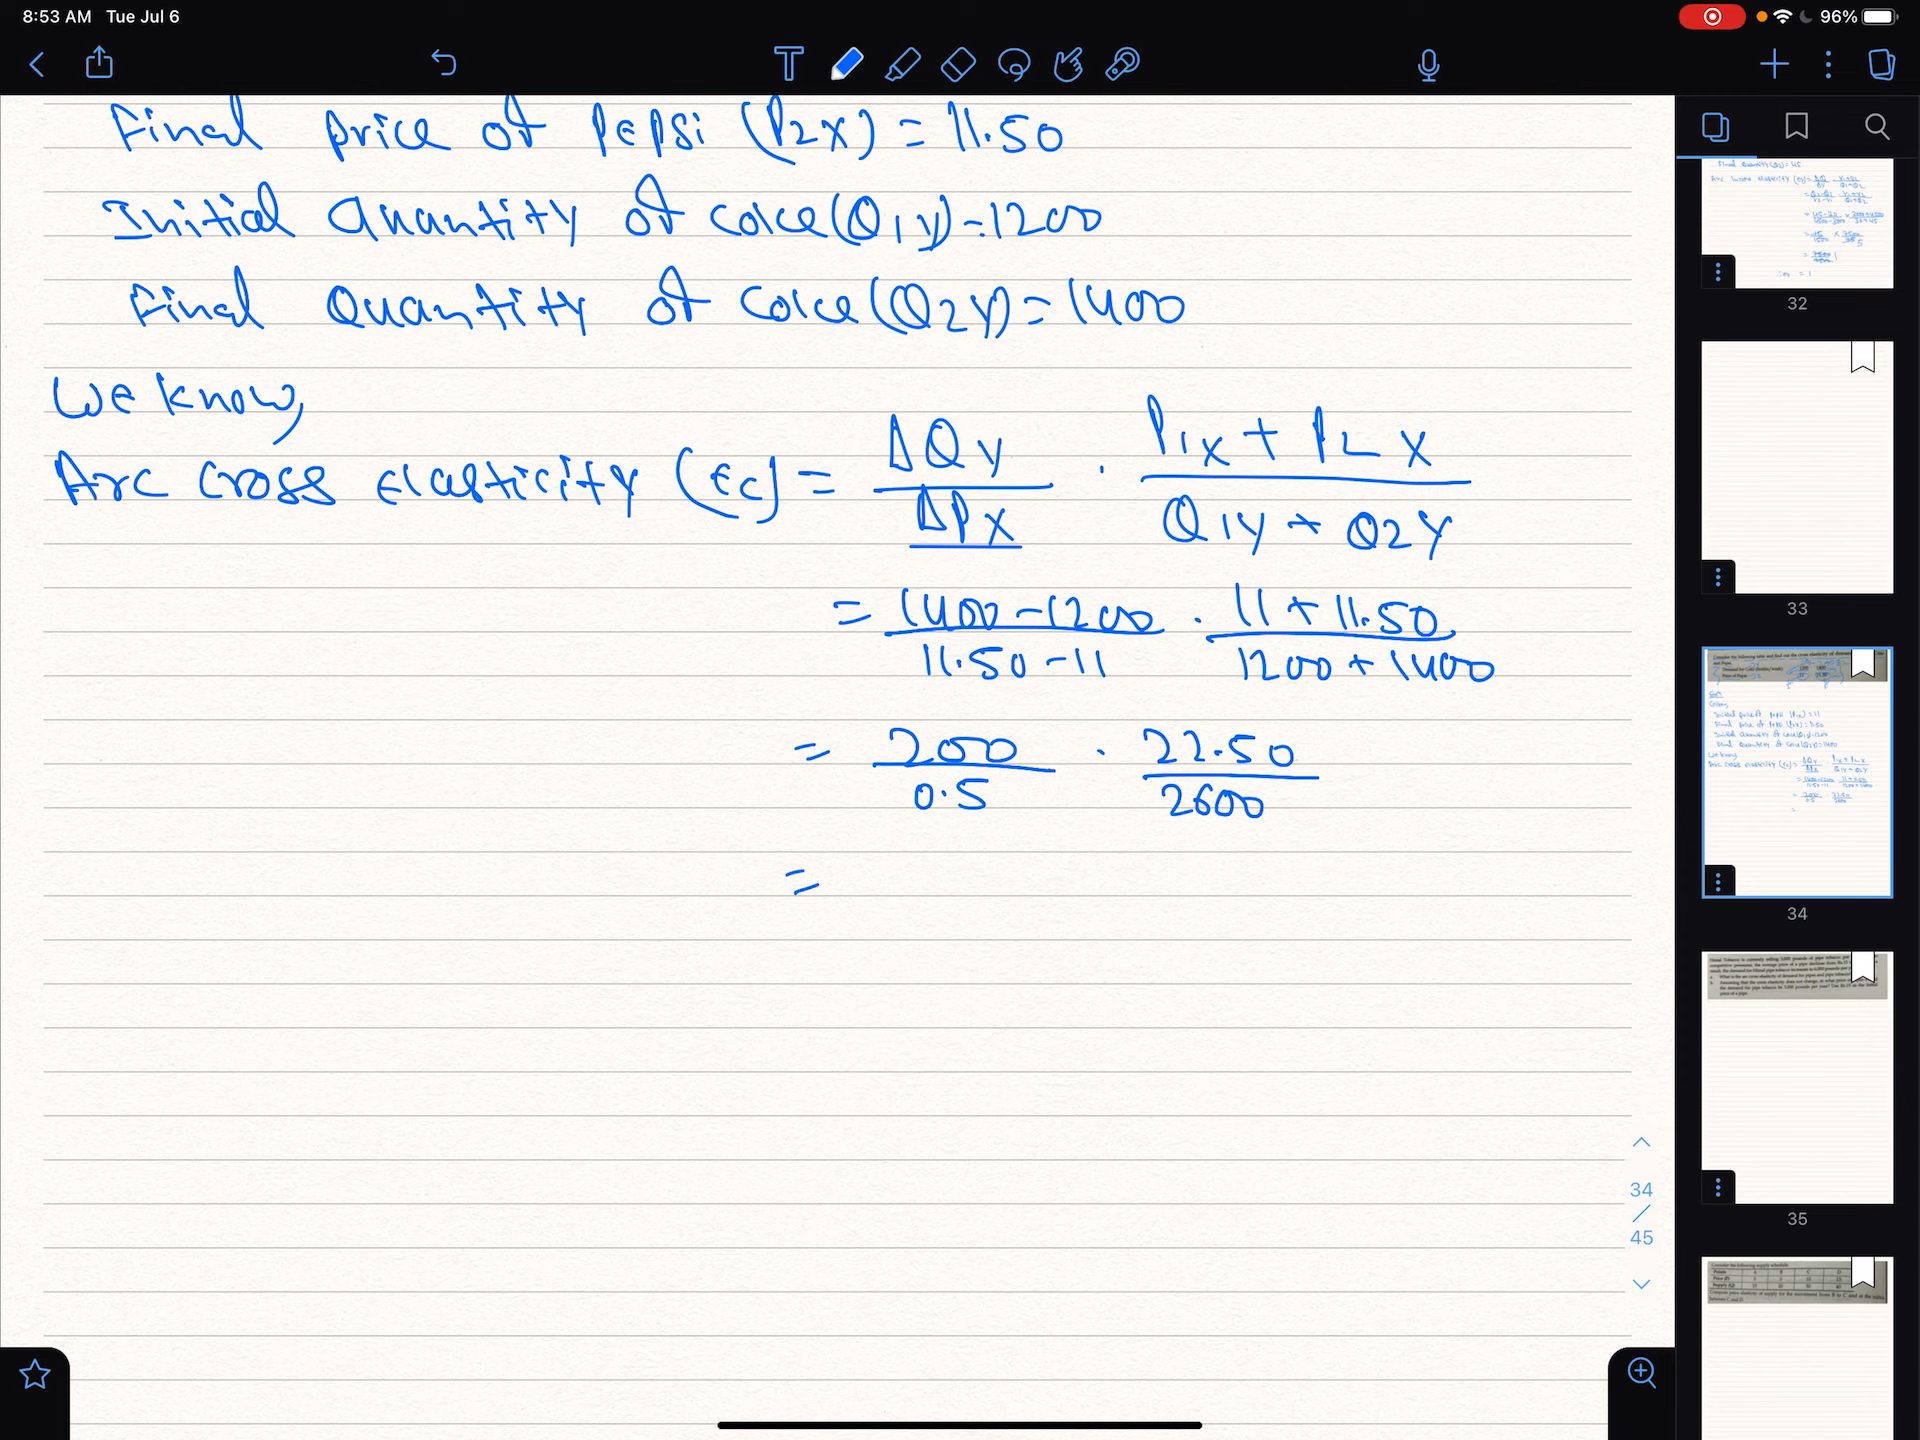 8:53 AM Tue Jul 6
96%
Final price of Pepsi (P2x) = 11.50
Initial Quantity of Coke (Q1y) = 1200
Final Quantity of Coke (Q2y) = 1400
We know,
Arc cross Elasticity (Ec) = ΔQy / ΔPx · P1x + P2x / Q1y + Q2y
= 1400 - 1200 / 11.50 - 11 · 11 + 11.50 / 1200 + 1400
= 200 / 0.5 · 22.50 / 2600
=
34
/
45
32
33
34
35